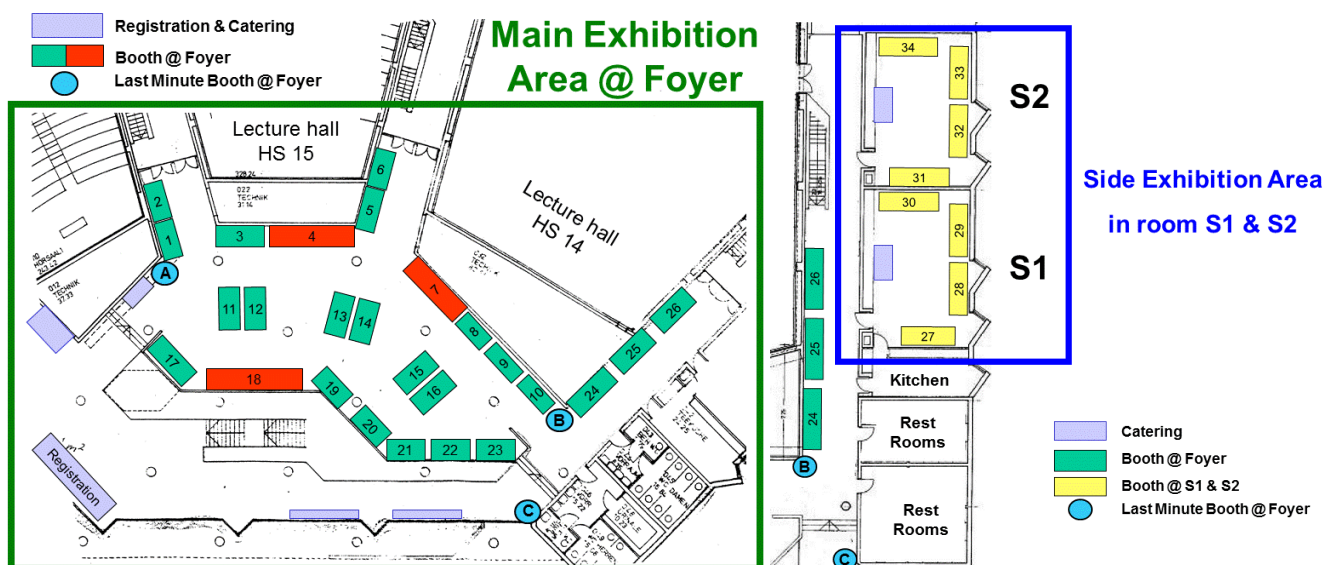 Registration & Catering
Booth @ Foyer
Last Minute Booth @ Foyer
Main Exhibition
Area @ Foyer
Lecture hall
HS 15
Lecture hall
HS 14
TECHNIK
TECHNIK
37.33
1
2
3
4
5
6
7
8
9
10
11
12
13
14
15
16
17
18
19
20
21
22
23
24
25
26
A
B
C
Registration
34
33
32
31
30
29
28
27
26
25
24
B
C
S2
S1
Kitchen
Rest
Rooms
Rest
Rooms
Side Exhibition Area
in room S1 & S2
Catering
Booth @ Foyer
Booth @ S1 & S2
Last Minute Booth @ Foyer